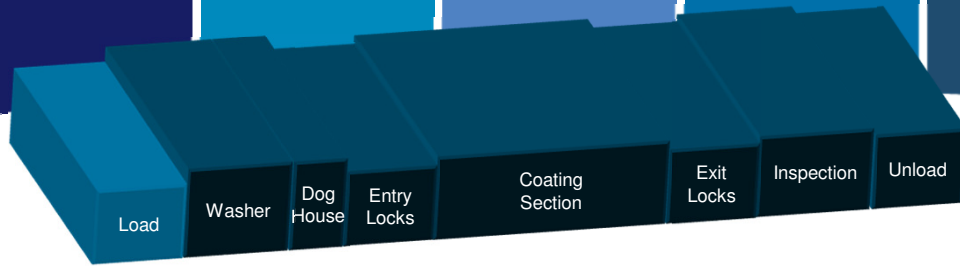 Load
Washer
Dog
House
Entry
Locks
Coating
Section
Exit
Locks
Inspection
Unload